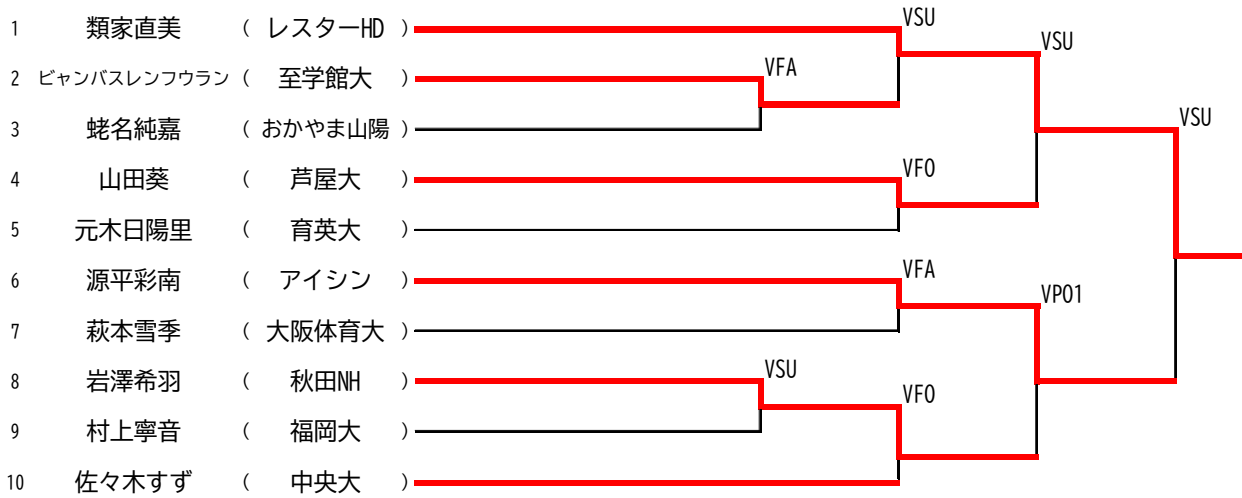 VSU
1 類家直美 ( レスターHD )
VSU
2 ビャンバスレンフウラン ( 至学館大 )
VFA
3 蛯名純嘉 ( おかやま山陽 )
VSU
4 山田葵 ( 芦屋大 )
VFO
5 元木日陽里 ( 育英大 )
6 源平彩南 ( アイシン )
VFA
VPO1
7 萩本雪季 ( 大阪体育大 )
8 岩澤希羽 ( 秋田NH )
VSU
VFO
9 村上寧音 ( 福岡大 )
10 佐々木すず ( 中央大 )